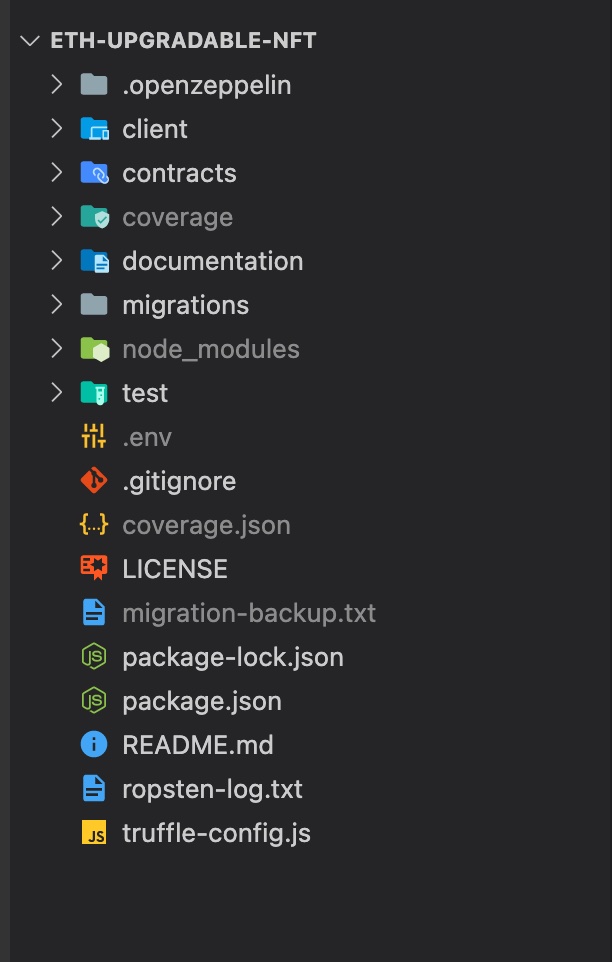 ETH-UPGRADABLE-NFT
.openzeppelin
client
contracts
coverage
documentation
migrations
node_modules
test
.env
.gitignore
coverage.json
LICENSE
migration-backup.txt
package-lock.json
package.json
README.md
ropsten-log.txt
truffle-config.js